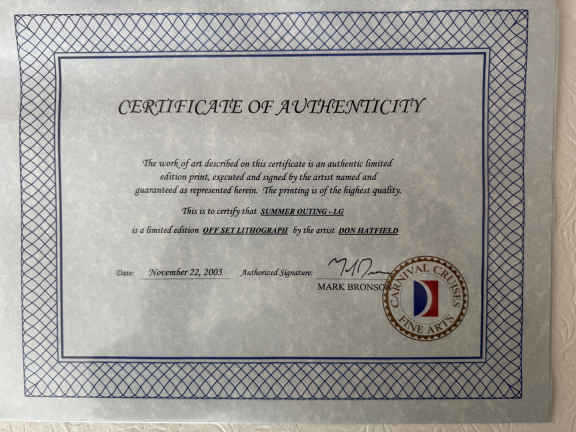 CERTIFICATE OF AUTHENTICITY
The work of art described on this certificate is an authentic limited
edition print, executed and signed by the artist named and
guaranteed as represented herein. The printing is of the highest quality.
This is to certify that SUMMER OUTING - LG
is a limited edition OFF SET LITHOGRAPH by the artist DON HATFIELD
Date: November 22, 2003 Authorized Signature:
MARK BRONSON
CARNIVAL CRUISES
FINE ARTS